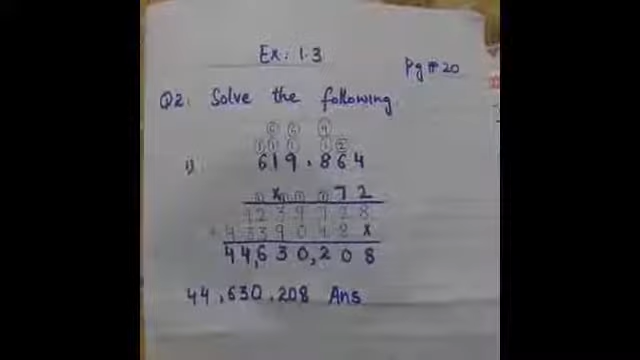 Ex: 1.3
Pg # 20
Q2. Solve the following.
i) 619.864
x 72
1239728
+ 4339048x
44,630,208
44,630.208 Ans